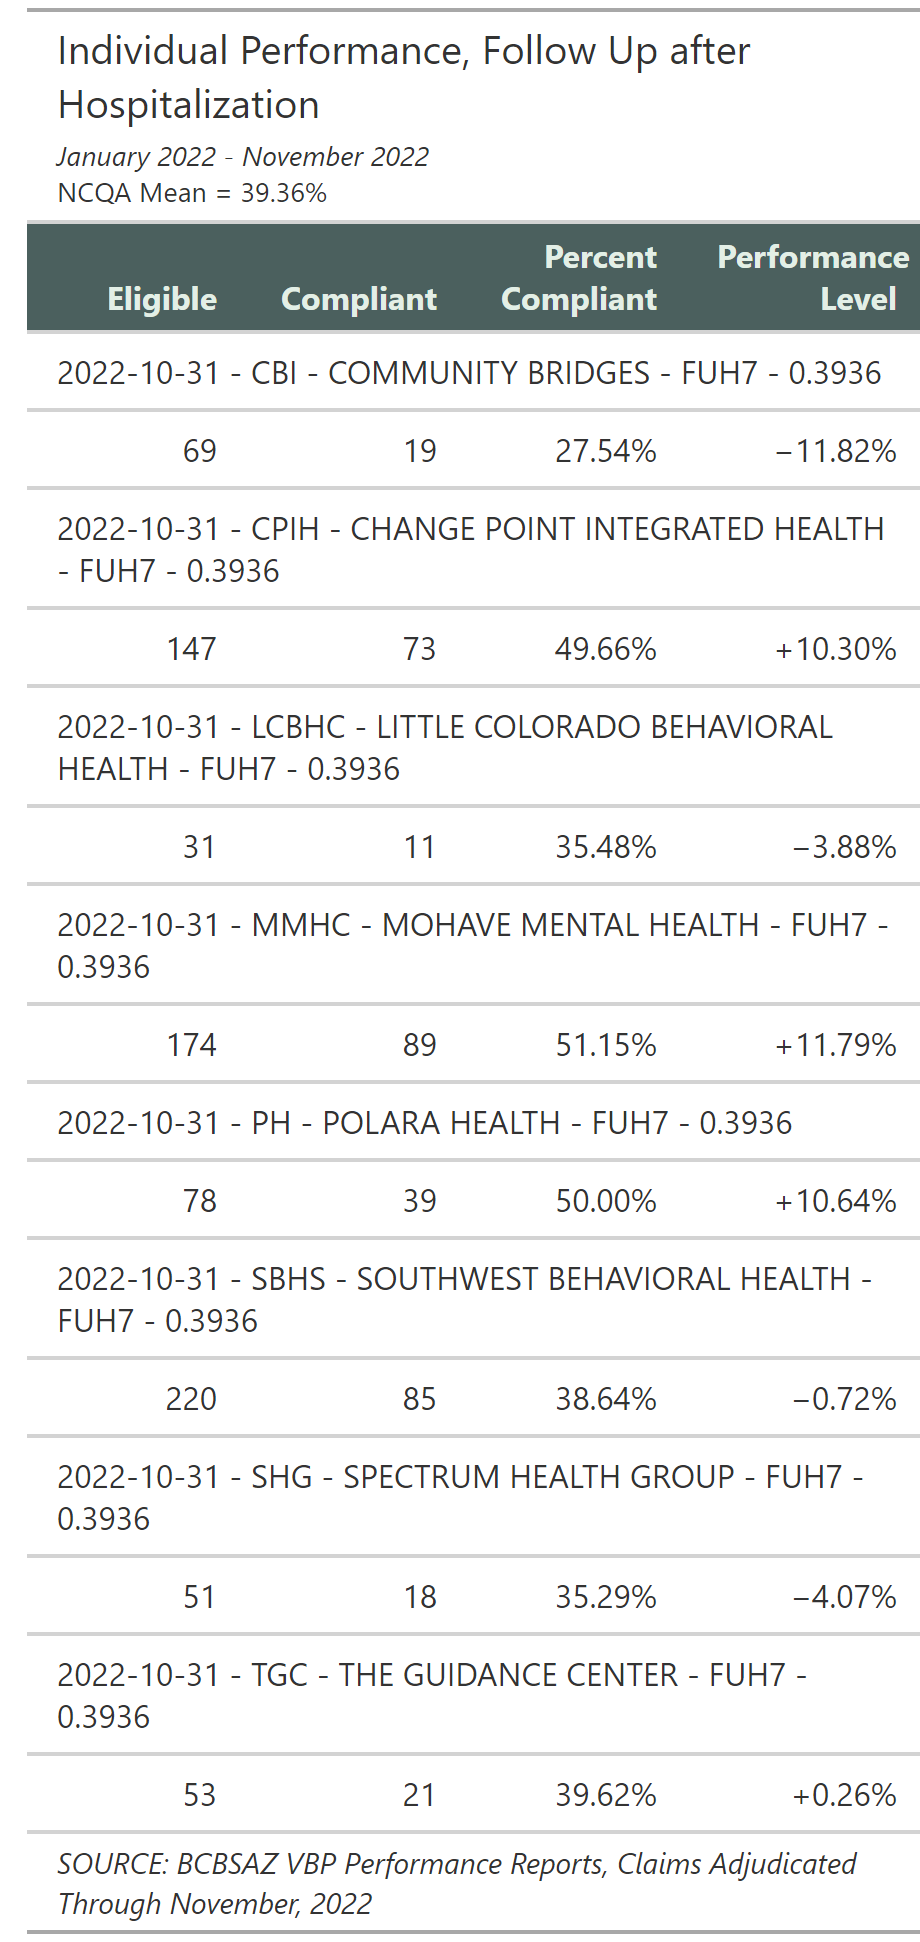 Individual Performance, Follow Up after
Hospitalization
January 2022 - November 2022
NCQA Mean = 39.36%
Percent Performance
Eligible Compliant Compliant Level
2022-10-31 - CBI - COMMUNITY BRIDGES - FUH7 - 0.3936
69 19 27.54% −11.82%
2022-10-31 - CPIH - CHANGE POINT INTEGRATED HEALTH
- FUH7 - 0.3936
147 73 49.66% +10.30%
2022-10-31 - LCBHC - LITTLE COLORADO BEHAVIORAL
HEALTH - FUH7 - 0.3936
31 11 35.48% −3.88%
2022-10-31 - MMHC - MOHAVE MENTAL HEALTH - FUH7 -
0.3936
174 89 51.15% +11.79%
2022-10-31 - PH - POLARA HEALTH - FUH7 - 0.3936
78 39 50.00% +10.64%
2022-10-31 - SBHS - SOUTHWEST BEHAVIORAL HEALTH -
FUH7 - 0.3936
220 85 38.64% −0.72%
2022-10-31 - SHG - SPECTRUM HEALTH GROUP - FUH7 -
0.3936
51 18 35.29% −4.07%
2022-10-31 - TGC - THE GUIDANCE CENTER - FUH7 -
0.3936
53 21 39.62% +0.26%
SOURCE: BCBSAZ VBP Performance Reports, Claims Adjudicated
Through November, 2022